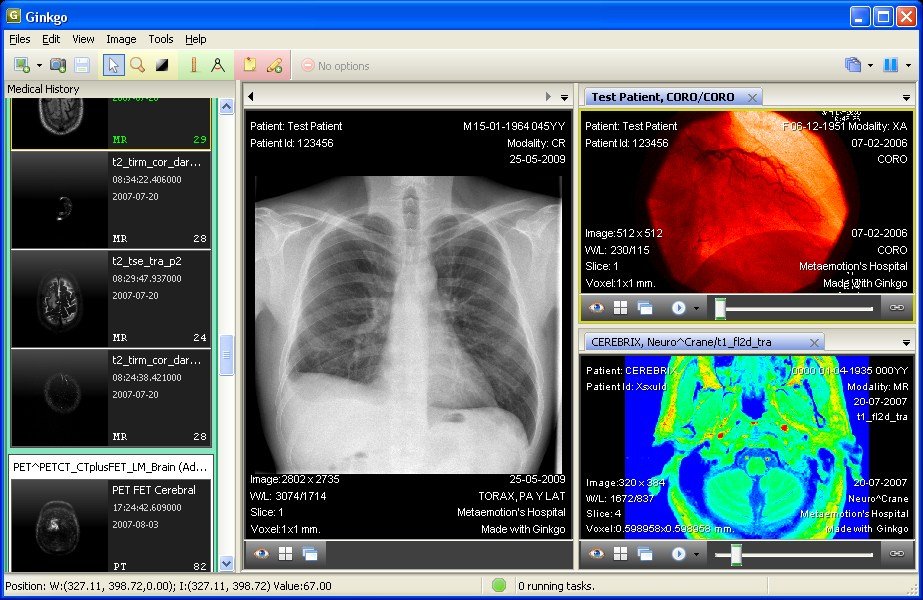 Ginkgo
Files Edit View Image Tools Help
No options
Medical History
2007-07-20
MR 29
t2_tirm_cor_dar...
08:34:22.406000
2007-07-20
MR 28
t2_tse_tra_p2
08:29:47.937000
2007-07-20
MR 24
t2_tirm_cor_dar...
08:24:38.421000
2007-07-20
MR 28
PET^PETCT_CTplusFET_LM_Brain (Ad...
PET FET Cerebral
17:24:42.609000
2007-08-03
PT 82
Patient: Test Patient M 15-01-1964 045YY
Patient Id: 123456 Modality: CR
25-05-2009
Image:2802 x 2735 25-05-2009
W/L: 3074/1714 TORAX, PA Y LAT
Slice: 1 Metaemotion's Hospital
Voxel:1x1 mm. Made with Ginkgo
Test Patient, CORO/CORO
Patient: Test Patient F 06-12-1951 Modality: XA
Patient Id: 123456 07-02-2006
CORO
Image:512 x 512 07-02-2006
W/L: 230/115 CORO
Slice: 1 Metaemotion's Hospital
Voxel:1x1 mm. Made with Ginkgo
CEREBRIX, Neuro^Crane/t1_fl2d_tra
Patient: CEREBRIX 0000 01-04-1935 000YY
Patient Id: Xsxuld Modality: MR
20-07-2007
t1_fl2d_tra
Image:320 x 384 20-07-2007
W/L: 1672/837 Neuro^Crane
Slice: 4 Metaemotion's Hospital
Voxel:0.598958x0.598958 mm. Made with Ginkgo
Position: W:(327.11, 398.72,0.00); I:(327.11, 398.72) Value:67.00 0 running tasks.